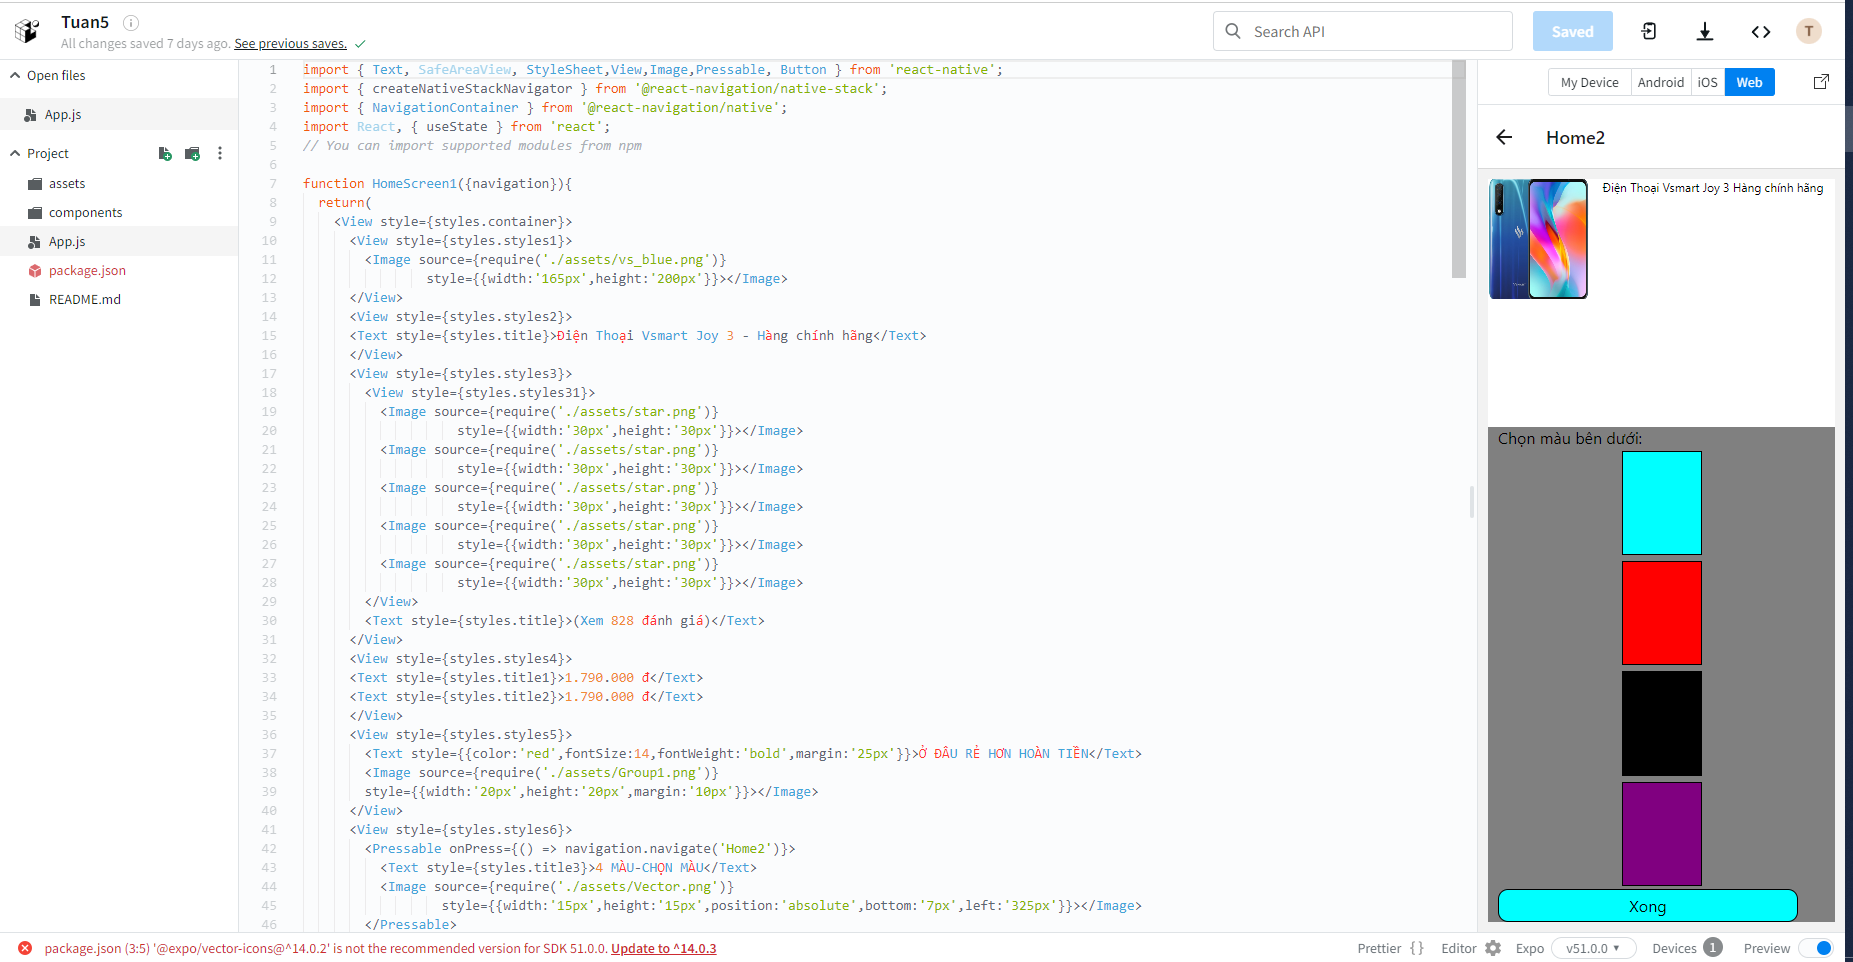 Tuan5
All changes saved 7 days ago. See previous saves.
Search API
Saved
T
Open files
App.js
Project
assets
components
App.js
package.json
README.md
1 import { Text, SafeAreaView, StyleSheet,View,Image,Pressable, Button } from 'react-native';
2 import { createNativeStackNavigator } from '@react-navigation/native-stack';
3 import { NavigationContainer } from '@react-navigation/native';
4 import React, { useState } from 'react';
5 // You can import supported modules from npm
6
7 function HomeScreen1({navigation}){
8 return(
9 <View style={styles.container}>
10 <View style={styles.styles1}>
11 <Image source={require('./assets/vs_blue.png')}
12 style={{width:'165px',height:'200px'}}></Image>
13 </View>
14 <View style={styles.styles2}>
15 <Text style={styles.title}>Điện Thoại Vsmart Joy 3 - Hàng chính hãng</Text>
16 </View>
17 <View style={styles.styles3}>
18 <View style={styles.styles31}>
19 <Image source={require('./assets/star.png')}
20 style={{width:'30px',height:'30px'}}></Image>
21 <Image source={require('./assets/star.png')}
22 style={{width:'30px',height:'30px'}}></Image>
23 <Image source={require('./assets/star.png')}
24 style={{width:'30px',height:'30px'}}></Image>
25 <Image source={require('./assets/star.png')}
26 style={{width:'30px',height:'30px'}}></Image>
27 <Image source={require('./assets/star.png')}
28 style={{width:'30px',height:'30px'}}></Image>
29 </View>
30 <Text style={styles.title}>(Xem 828 đánh giá)</Text>
31 </View>
32 <View style={styles.styles4}>
33 <Text style={styles.title1}>1.790.000 đ</Text>
34 <Text style={styles.title2}>1.790.000 đ</Text>
35 </View>
36 <View style={styles.styles5}>
37 <Text style={{color:'red',fontSize:14,fontWeight:'bold',margin:'25px'}}>Ở ĐÂU RẺ HƠN HOÀN TIỀN</Text>
38 <Image source={require('./assets/Group1.png')}
39 style={{width:'20px',height:'20px',margin:'10px'}}></Image>
40 </View>
41 <View style={styles.styles6}>
42 <Pressable onPress={() => navigation.navigate('Home2')}>
43 <Text style={styles.title3}>4 MÀU-CHỌN MÀU</Text>
44 <Image source={require('./assets/Vector.png')}
45 style={{width:'15px',height:'15px',position:'absolute',bottom:'7px',left:'325px'}}></Image>
46 </Pressable>
My Device
Android
iOS
Web
Home2
Điện Thoại Vsmart Joy 3 Hàng chính hãng
Chọn màu bên dưới:
Xong
package.json (3:5) '@expo/vector-icons@^14.0.2' is not the recommended version for SDK 51.0.0. Update to ^14.0.3
Prettier { }
Editor
Expo
v51.0.0
Devices 1
Preview